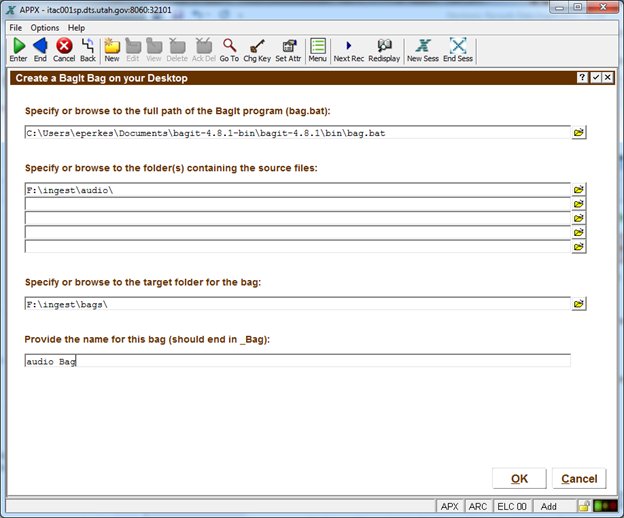 APPX - itac001sp.dts.utah.gov:8060:32101
File Options Help
Enter End Cancel Back New Edit View Delete Ack Del Go To Chg Key Set Attr Menu Next Rec Redisplay New Sess End Sess
Create a BagIt Bag on your Desktop ?
Specify or browse to the full path of the BagIt program (bag.bat):
C:\Users\eperkes\Documents\bagit-4.8.1-bin\bagit-4.8.1\bin\bag.bat
Specify or browse to the folder(s) containing the source files:
F:\ingest\audio\
Specify or browse to the target folder for the bag:
F:\ingest\bags\
Provide the name for this bag (should end in _Bag):
audio Bag
OK Cancel
APX ARC ELC 00 Add